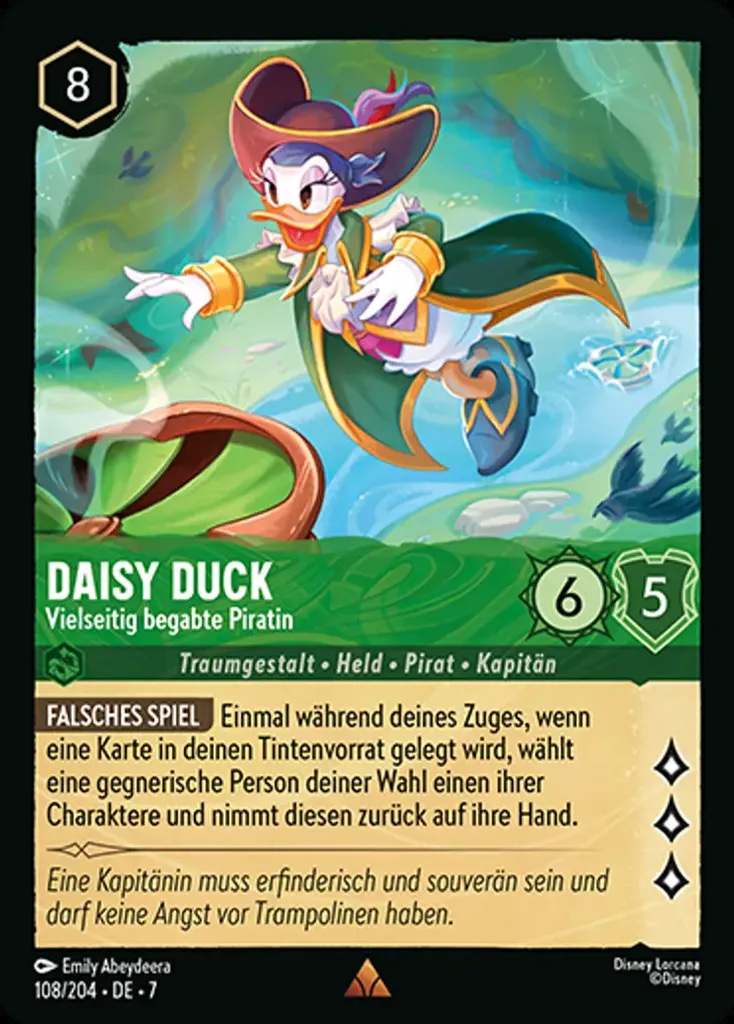 8
DAISY DUCK
Vielseitig begabte Piratin
6
5
Traumgestalt • Held • Pirat • Kapitän
FALSCHES SPIEL Einmal während deines Zuges, wenn
eine Karte in deinen Tintenvorrat gelegt wird, wählt
eine gegnerische Person deiner Wahl einen ihrer
Charaktere und nimmt diesen zurück auf ihre Hand.
Eine Kapitänin muss erfinderisch und souverän sein und
darf keine Angst vor Trampolinen haben.
Emily Abeydeera
108/204 • DE • 7
Disney Lorcana
©Disney